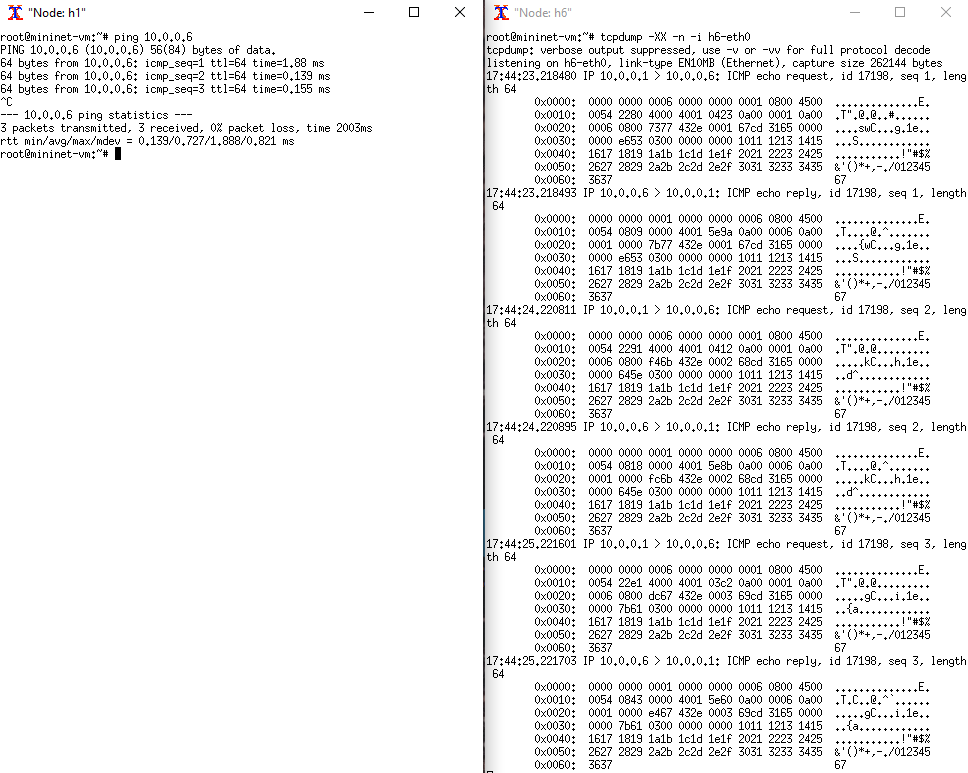 "Node: h1"
root@mininet-vm:~# ping 10.0.0.6
PING 10.0.0.6 (10.0.0.6) 56(84) bytes of data.
64 bytes from 10.0.0.6: icmp_seq=1 ttl=64 time=1.88 ms
64 bytes from 10.0.0.6: icmp_seq=2 ttl=64 time=0.139 ms
64 bytes from 10.0.0.6: icmp_seq=3 ttl=64 time=0.155 ms
^C
--- 10.0.0.6 ping statistics ---
3 packets transmitted, 3 received, 0% packet loss, time 2003ms
rtt min/avg/max/mdev = 0.139/0.727/1.888/0.821 ms
root@mininet-vm:~#
"Node: h6"
root@mininet-vm:~# tcpdump -XX -n -i h6-eth0
tcpdump: verbose output suppressed, use -v or -vv for full protocol decode
listening on h6-eth0, link-type EN10MB (Ethernet), capture size 262144 bytes
17:44:23.218480 IP 10.0.0.1 > 10.0.0.6: ICMP echo request, id 17198, seq 1, leng
th 64
0x0000:  0000 0000 0006 0000 0000 0001 0800 4500  ..............E.
0x0010:  0054 2280 4000 4001 0423 0a00 0001 0a00  .T".@.@..#......
0x0020:  0006 0800 7377 432e 0001 67cd 3165 0000  ....swC...g.1e..
0x0030:  0000 e653 0300 0000 0000 1011 1213 1415  ...S............
0x0040:  1617 1819 1a1b 1c1d 1e1f 2021 2223 2425  ...........!"#$%
0x0050:  2627 2829 2a2b 2c2d 2e2f 3031 3233 3435  &'()*+,-./012345
0x0060:  3637                                     67
17:44:23.218493 IP 10.0.0.6 > 10.0.0.1: ICMP echo reply, id 17198, seq 1, length
 64
0x0000:  0000 0000 0001 0000 0000 0006 0800 4500  ..............E.
0x0010:  0054 0809 0000 4001 5e9a 0a00 0006 0a00  .T....@.^.......
0x0020:  0001 0000 7b77 432e 0001 67cd 3165 0000  ....{wC...g.1e..
0x0030:  0000 e653 0300 0000 0000 1011 1213 1415  ...S............
0x0040:  1617 1819 1a1b 1c1d 1e1f 2021 2223 2425  ...........!"#$%
0x0050:  2627 2829 2a2b 2c2d 2e2f 3031 3233 3435  &'()*+,-./012345
0x0060:  3637                                     67
17:44:24.220811 IP 10.0.0.1 > 10.0.0.6: ICMP echo request, id 17198, seq 2, leng
th 64
0x0000:  0000 0000 0006 0000 0000 0001 0800 4500  ..............E.
0x0010:  0054 2291 4000 4001 0412 0a00 0001 0a00  .T".@.@.........
0x0020:  0006 0800 f46b 432e 0002 68cd 3165 0000  .....kC...h.1e..
0x0030:  0000 645e 0300 0000 0000 1011 1213 1415  ..d^............
0x0040:  1617 1819 1a1b 1c1d 1e1f 2021 2223 2425  ...........!"#$%
0x0050:  2627 2829 2a2b 2c2d 2e2f 3031 3233 3435  &'()*+,-./012345
0x0060:  3637                                     67
17:44:24.220895 IP 10.0.0.6 > 10.0.0.1: ICMP echo reply, id 17198, seq 2, length
 64
0x0000:  0000 0000 0001 0000 0000 0006 0800 4500  ..............E.
0x0010:  0054 0818 0000 4001 5e8b 0a00 0006 0a00  .T....@.^.......
0x0020:  0001 0000 fc6b 432e 0002 68cd 3165 0000  .....kC...h.1e..
0x0030:  0000 645e 0300 0000 0000 1011 1213 1415  ..d^............
0x0040:  1617 1819 1a1b 1c1d 1e1f 2021 2223 2425  ...........!"#$%
0x0050:  2627 2829 2a2b 2c2d 2e2f 3031 3233 3435  &'()*+,-./012345
0x0060:  3637                                     67
17:44:25.221601 IP 10.0.0.1 > 10.0.0.6: ICMP echo request, id 17198, seq 3, leng
th 64
0x0000:  0000 0000 0006 0000 0000 0001 0800 4500  ..............E.
0x0010:  0054 22e1 4000 4001 03c2 0a00 0001 0a00  .T".@.@.........
0x0020:  0006 0800 dc67 432e 0003 69cd 3165 0000  .....gC...i.1e..
0x0030:  0000 7b61 0300 0000 0000 1011 1213 1415  ..{a............
0x0040:  1617 1819 1a1b 1c1d 1e1f 2021 2223 2425  ...........!"#$%
0x0050:  2627 2829 2a2b 2c2d 2e2f 3031 3233 3435  &'()*+,-./012345
0x0060:  3637                                     67
17:44:25.221703 IP 10.0.0.6 > 10.0.0.1: ICMP echo reply, id 17198, seq 3, length
 64
0x0000:  0000 0000 0001 0000 0000 0006 0800 4500  ..............E.
0x0010:  0054 0843 0000 4001 5e60 0a00 0006 0a00  .T.C..@.^`......
0x0020:  0001 0000 e467 432e 0003 69cd 3165 0000  .....gC...i.1e..
0x0030:  0000 7b61 0300 0000 0000 1011 1213 1415  ..{a............
0x0040:  1617 1819 1a1b 1c1d 1e1f 2021 2223 2425  ...........!"#$%
0x0050:  2627 2829 2a2b 2c2d 2e2f 3031 3233 3435  &'()*+,-./012345
0x0060:  3637                                     67